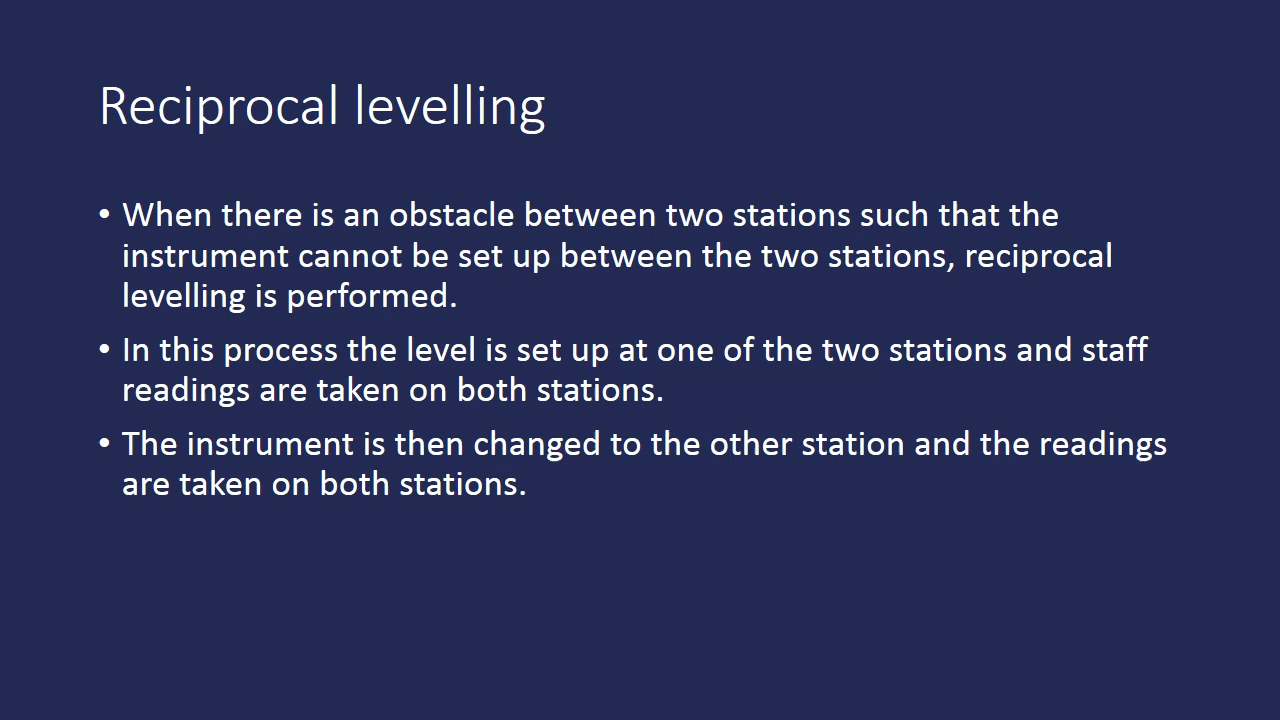 Reciprocal levelling
• When there is an obstacle between two stations such that the
instrument cannot be set up between the two stations, reciprocal
levelling is performed.
• In this process the level is set up at one of the two stations and staff
readings are taken on both stations.
• The instrument is then changed to the other station and the readings
are taken on both stations.